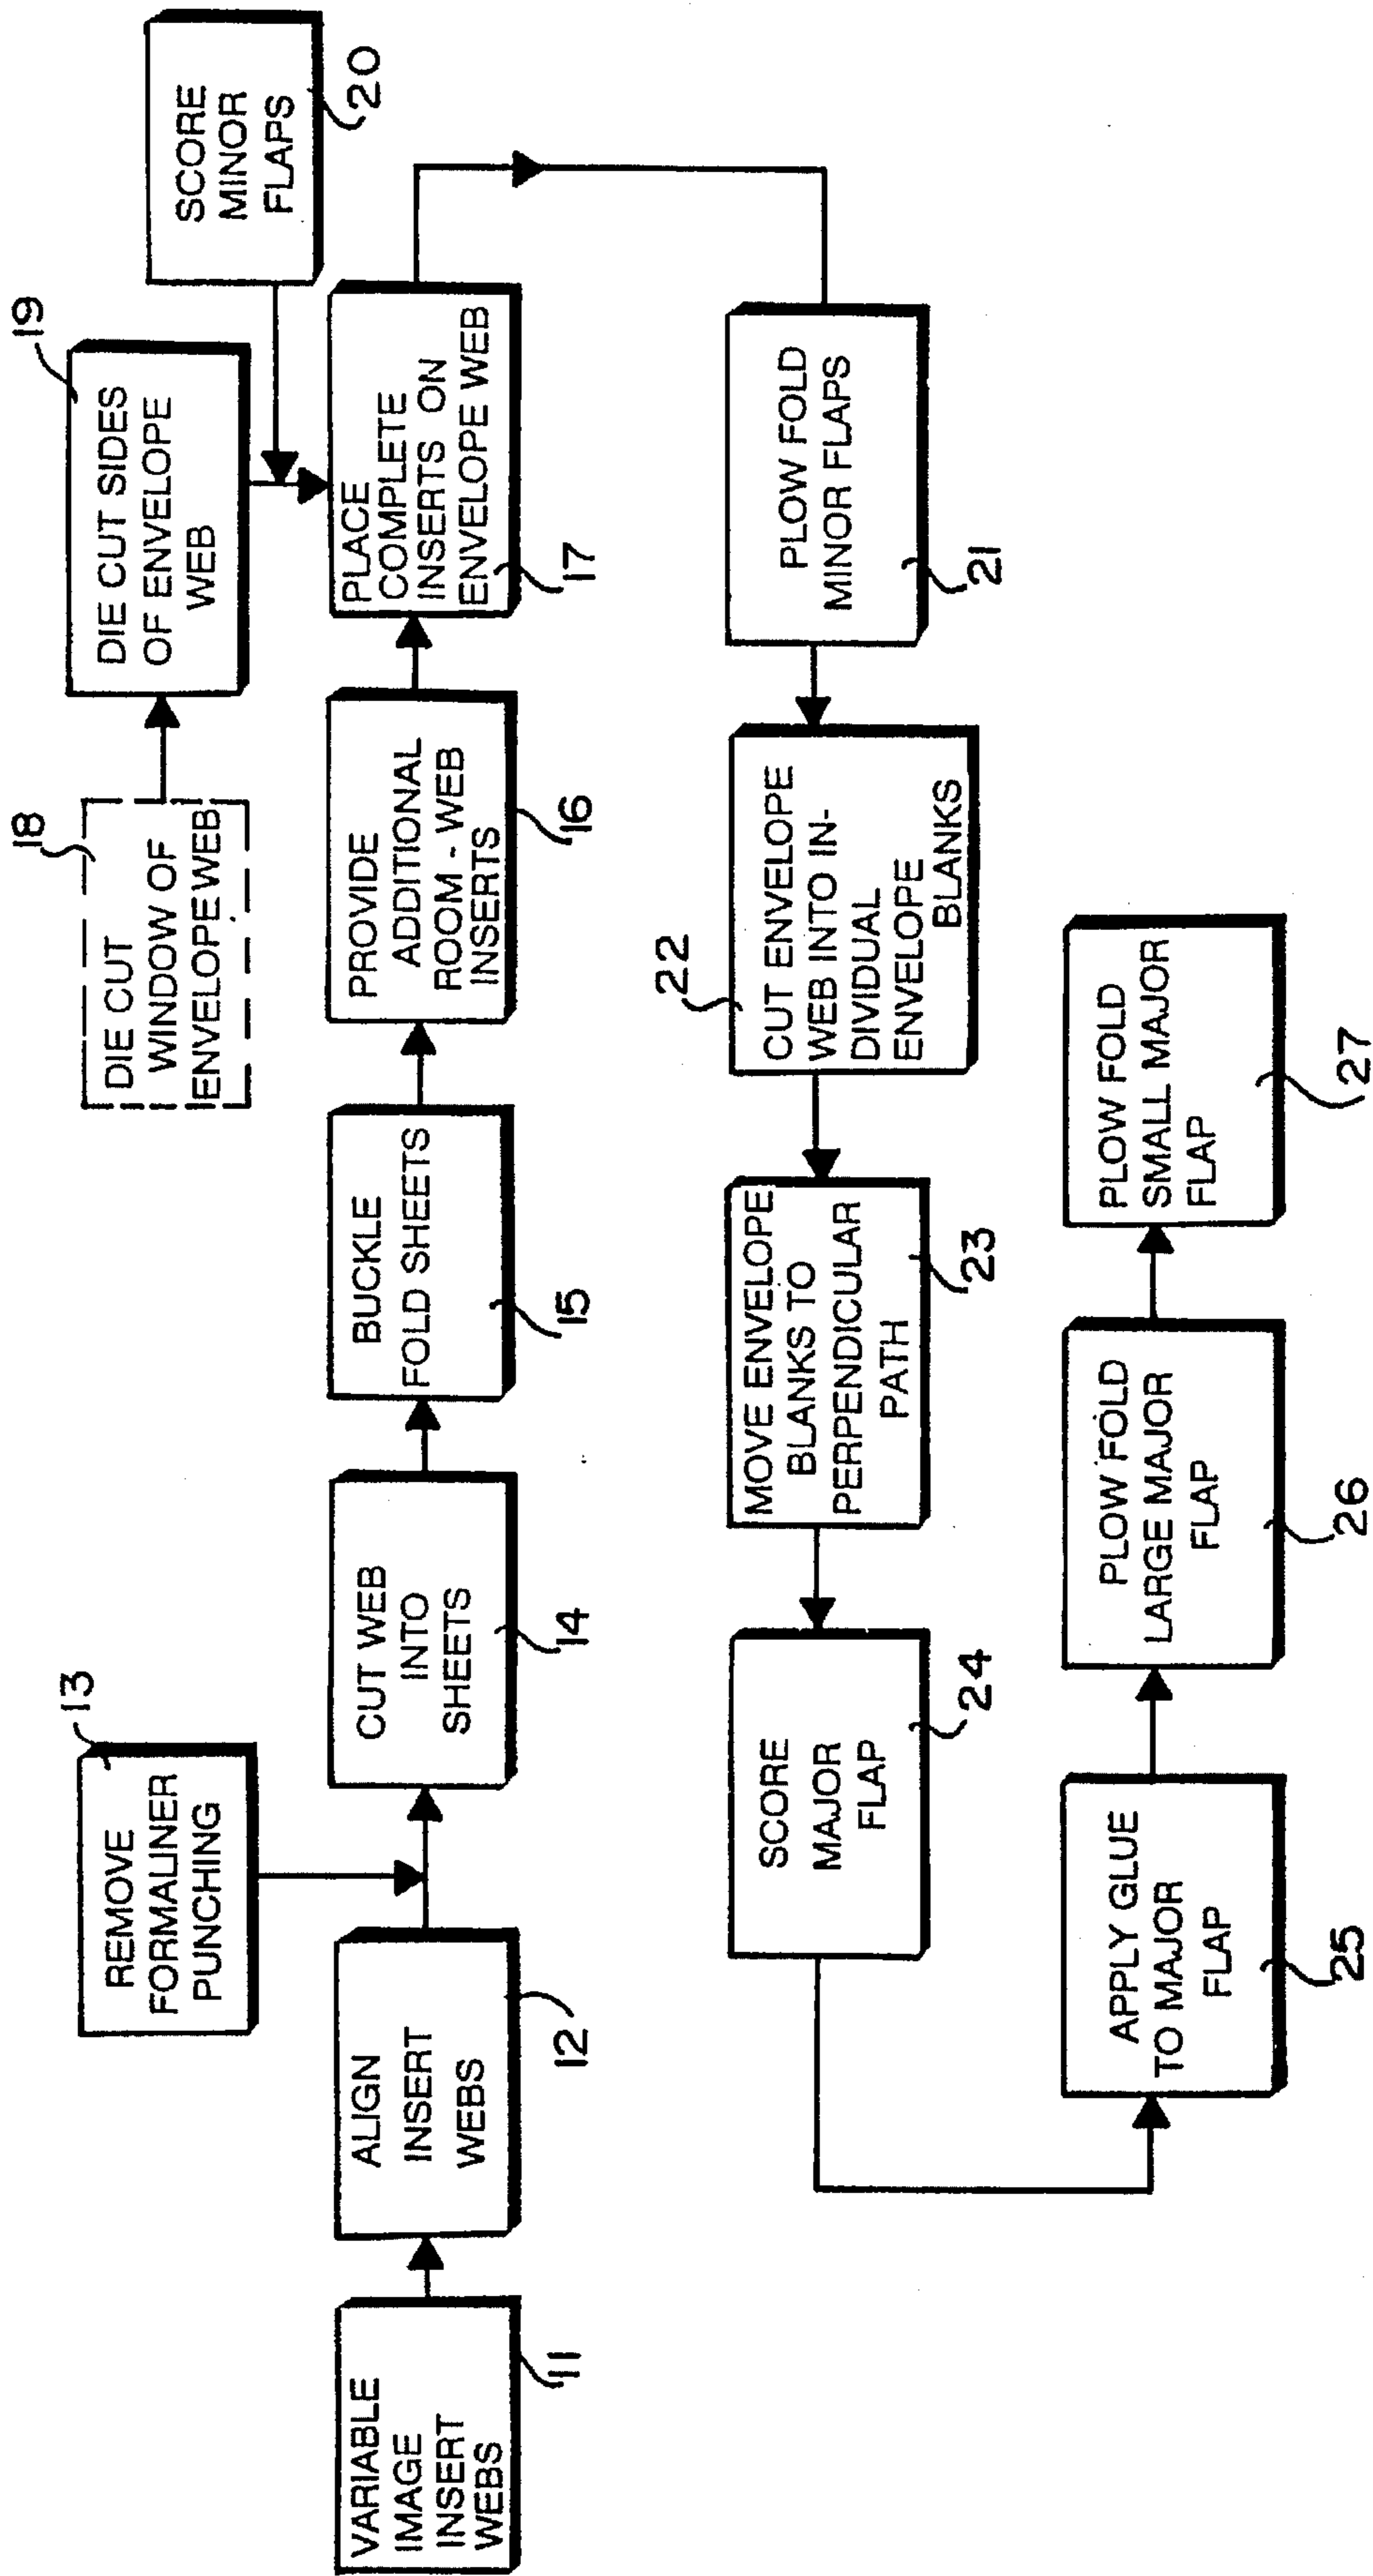 VARIABLE
IMAGE
INSERT
WEBS
11
ALIGN
INSERT
WEBS
12
REMOVE
FORMALINER
PUNCHING
13
CUT WEB
INTO
SHEETS
14
BUCKLE
FOLD SHEETS
15
PROVIDE
ADDITIONAL
ROOM - WEB
INSERTS
16
PLACE
COMPLETE
INSERTS ON
ENVELOPE WEB
17
DIE CUT
WINDOW OF
ENVELOPE WEB
18
DIE CUT SIDES
OF ENVELOPE
WEB
19
SCORE
MINOR
FLAPS
20
PLOW FOLD
MINOR FLAPS
21
CUT ENVELOPE
WEB INTO IN-
DIVIDUAL
ENVELOPE
BLANKS
22
MOVE ENVELOPE
BLANKS TO
PERPENDICULAR
PATH
23
SCORE
MAJOR
FLAP
24
APPLY GLUE
TO MAJOR
FLAP
25
PLOW FOLD
LARGE MAJOR
FLAP
26
PLOW FOLD
SMALL MAJOR
FLAP
27